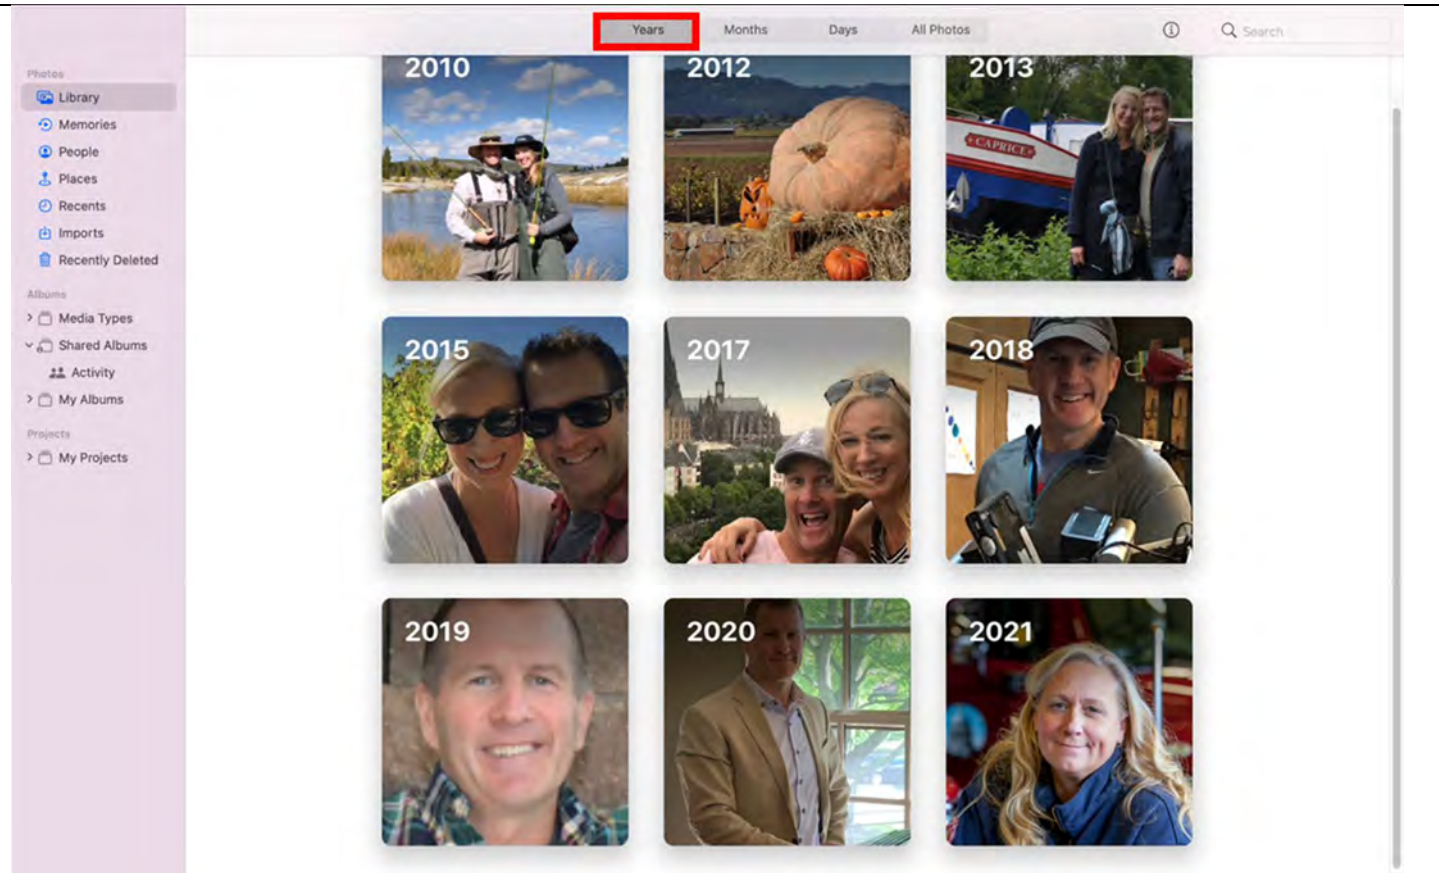 Years
Months
Days
All Photos
Search
Photos
Library
Memories
People
Places
Recents
Imports
Recently Deleted
Albums
Media Types
Shared Albums
Activity
My Albums
Projects
My Projects
2010
2012
2013
CAPRICE
2015
2017
2018
2019
2020
2021